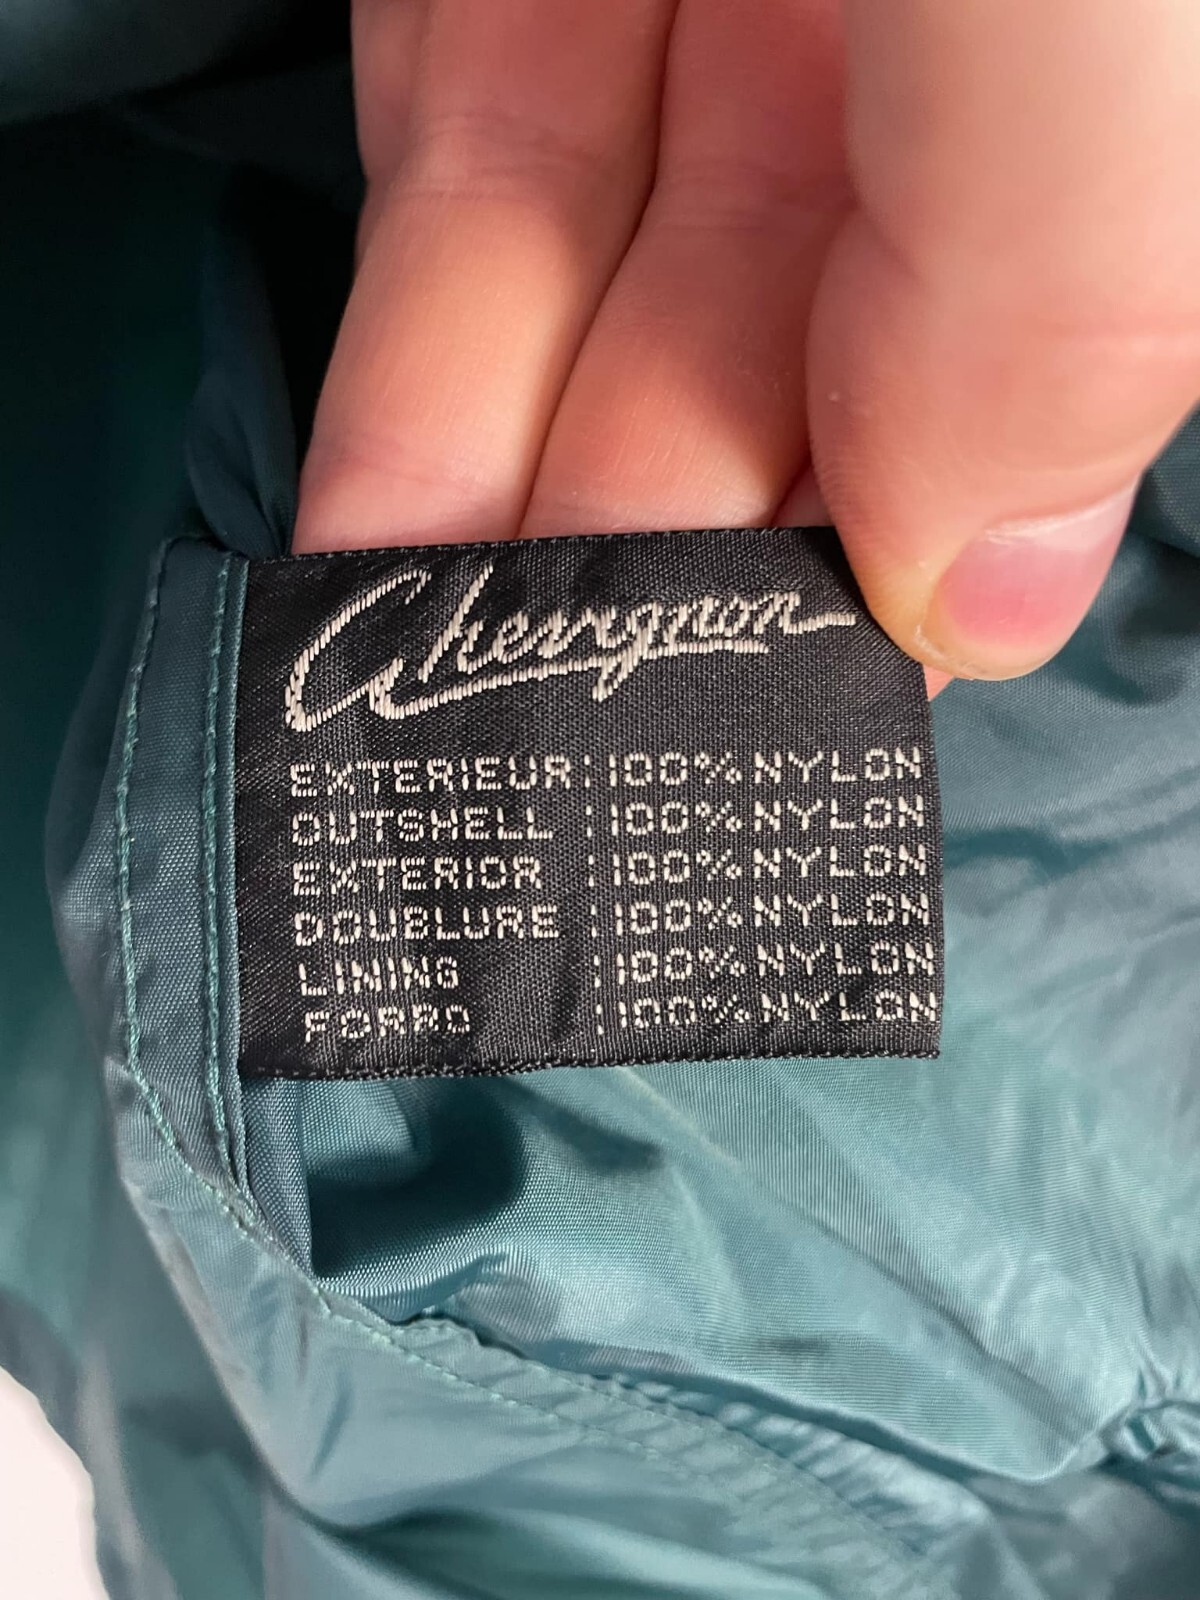 Chevignon
EXTERIEUR:100% NYLON
OUTSHELL :100% NYLON
EXTERIOR :100% NYLON
DOUBLURE :100% NYLON
LINING :100% NYLON
FORRO :100% NYLON